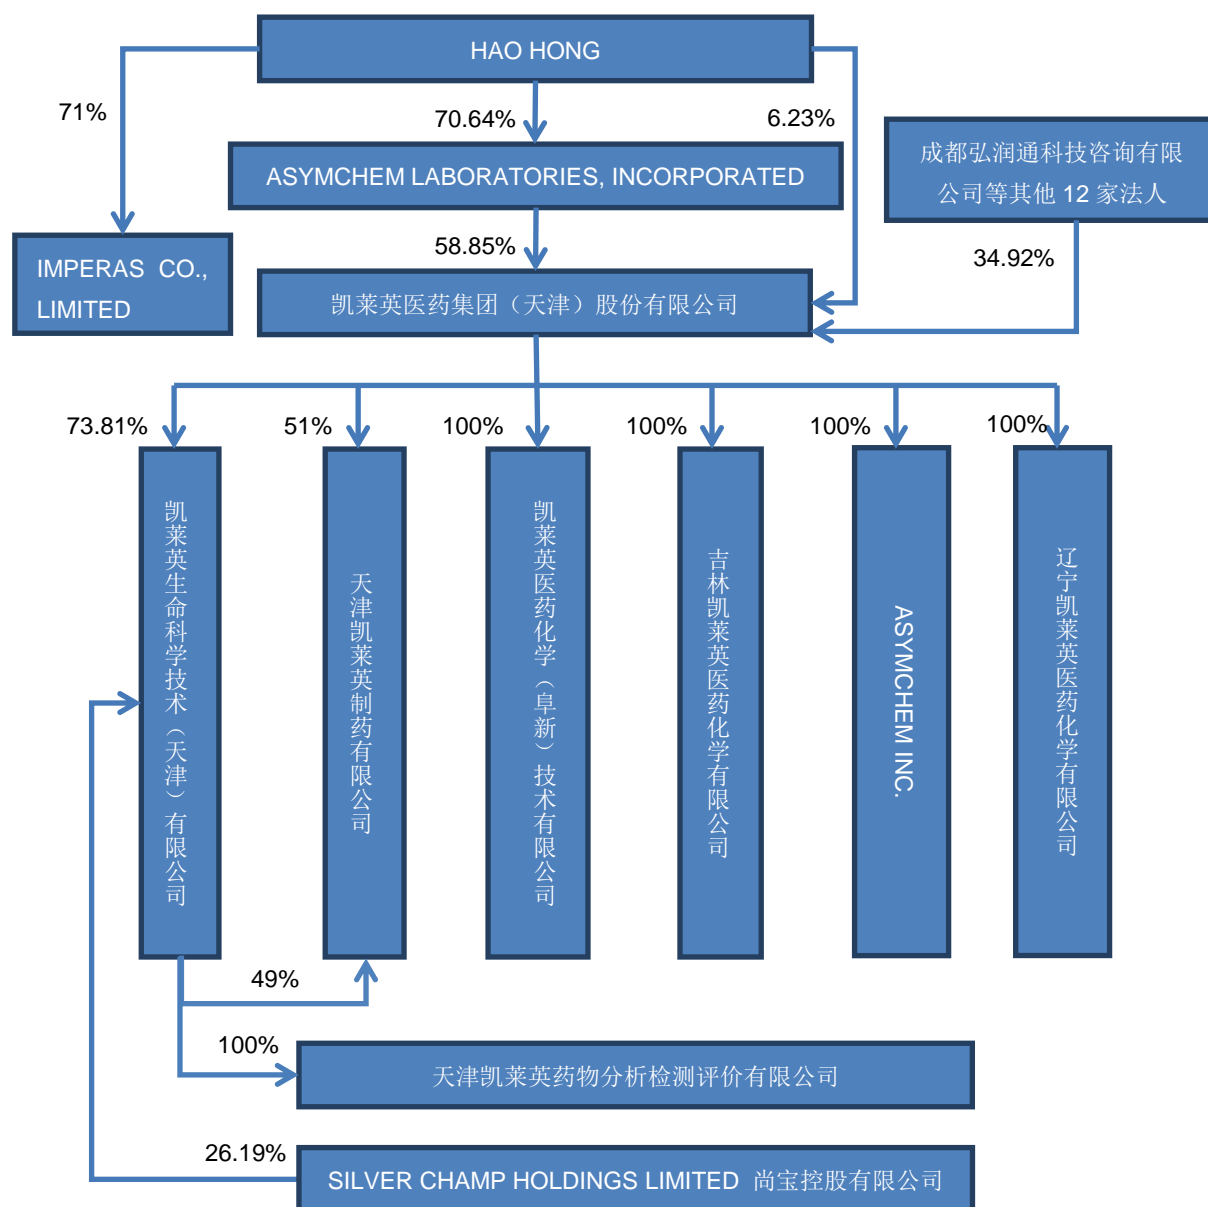 HAO HONG
71%
70.64%
6.23%
ASYMCHEM LABORATORIES, INCORPORATED
成都弘润通科技咨询有限
公司等其他 12 家法人
58.85%
34.92%
IMPERAS CO.,
LIMITED
凯莱英医药集团（天津）股份有限公司
73.81%
51%
100%
100%
100%
100%
凯莱英生命科学技术（天津）有限公司
天津凯莱英制药有限公司
凯莱英医药化学（阜新）技术有限公司
吉林凯莱英医药化学有限公司
ASYMCHEM INC.
辽宁凯莱英医药化学有限公司
49%
100%
天津凯莱英药物分析检测评价有限公司
26.19%
SILVER CHAMP HOLDINGS LIMITED 尚宝控股有限公司